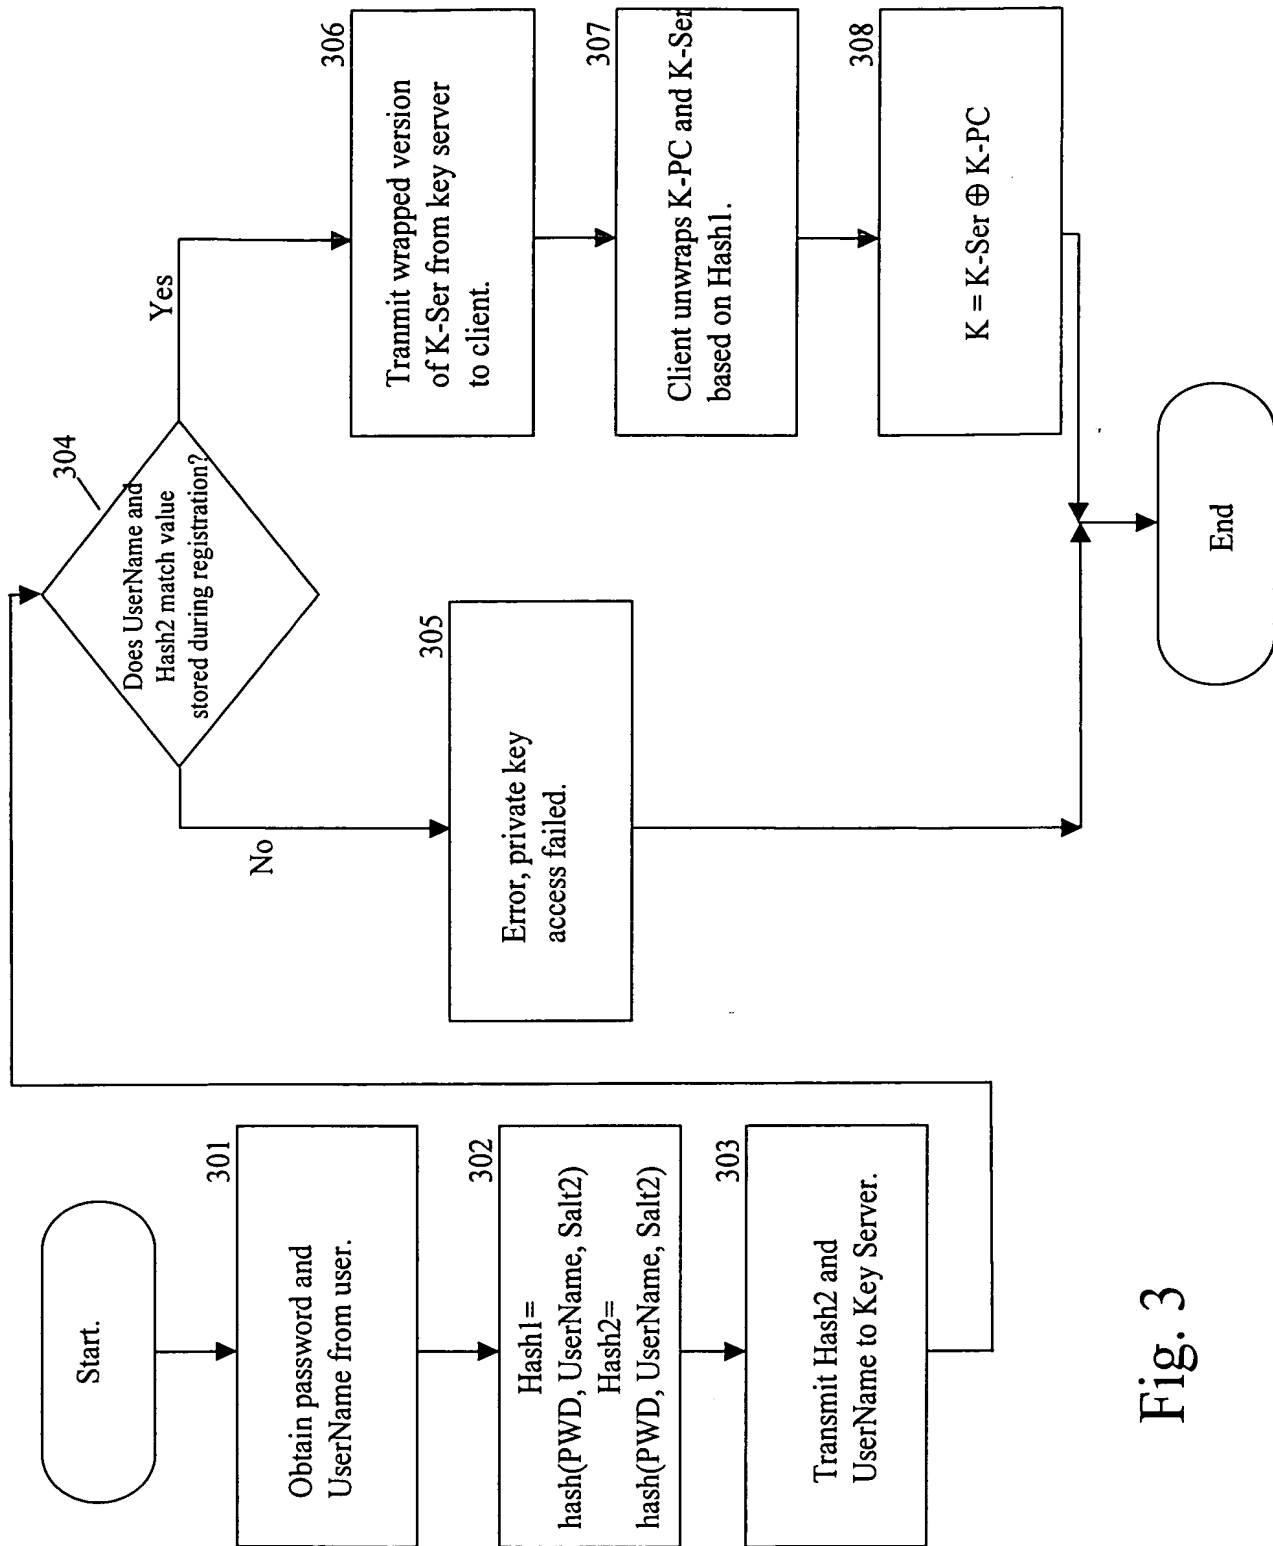 Start.
301
Obtain password and
UserName from user.
302
Hash1=
hash(PWD, UserName, Salt2)
Hash2=
hash(PWD, UserName, Salt2)
303
Transmit Hash2 and
UserName to Key Server.
304
Does UserName and
Hash2 match value
stored during registration?
No
Yes
305
Error, private key
access failed.
306
Tranmit wrapped version
of K-Ser from key server
to client.
307
Client unwraps K-PC and K-Ser
based on Hash1.
308
K = K-Ser ⊕ K-PC
End
Fig. 3